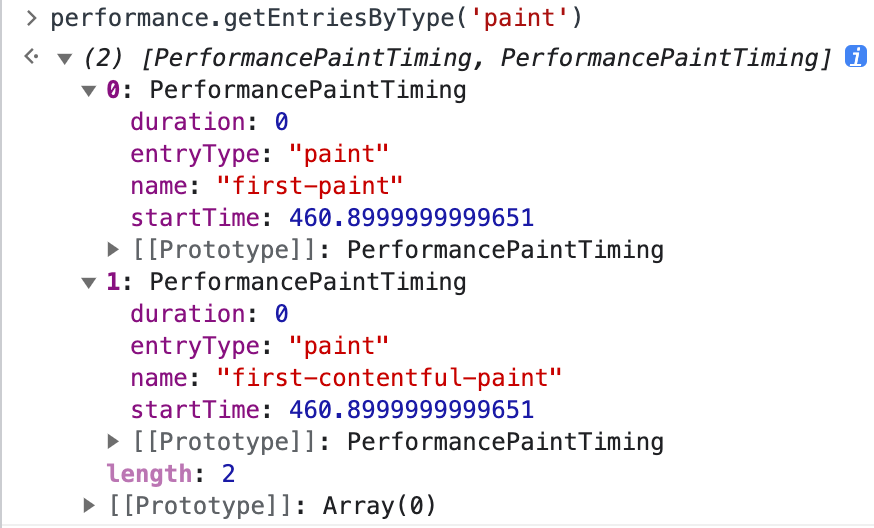 > performance.getEntriesByType('paint')
(2) [PerformancePaintTiming, PerformancePaintTiming] i
0: PerformancePaintTiming
duration: 0
entryType: "paint"
name: "first-paint"
startTime: 460.8999999999651
[[Prototype]]: PerformancePaintTiming
1: PerformancePaintTiming
duration: 0
entryType: "paint"
name: "first-contentful-paint"
startTime: 460.8999999999651
[[Prototype]]: PerformancePaintTiming
length: 2
[[Prototype]]: Array(0)